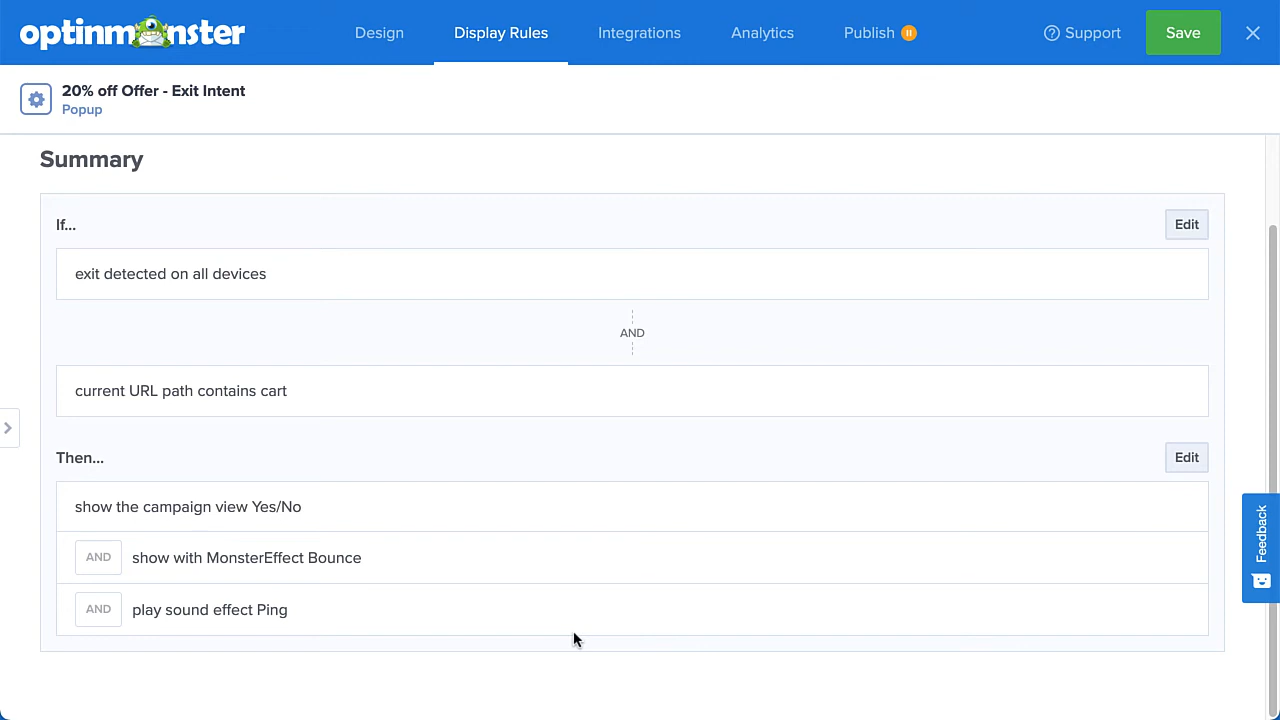 optinmonster
Design
Display Rules
Integrations
Analytics
Publish
Support
Save
20% off Offer - Exit Intent
Popup
Summary
If...
Edit
exit detected on all devices
AND
current URL path contains cart
Then...
Edit
show the campaign view Yes/No
AND show with MonsterEffect Bounce
AND play sound effect Ping
Feedback